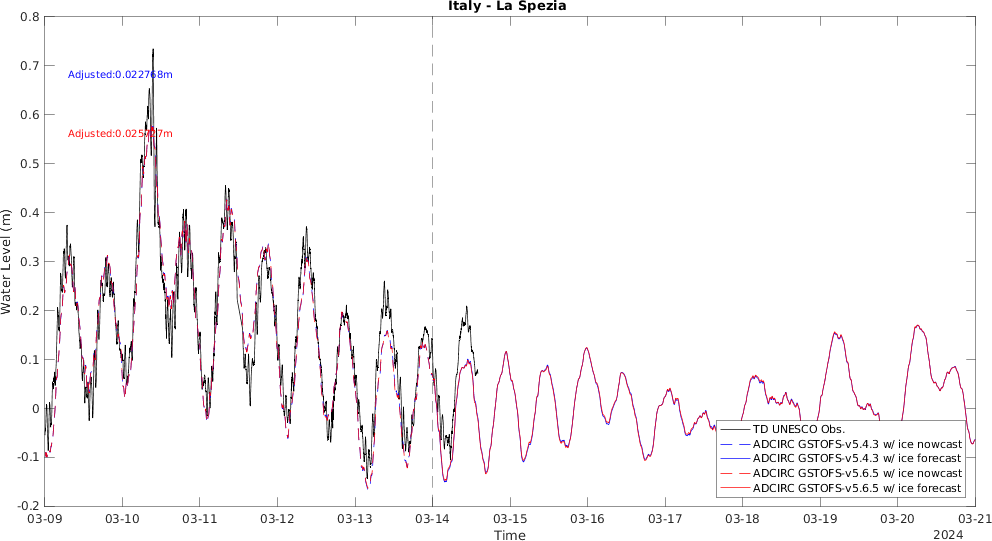 Italy - La Spezia
Water Level (m)
0.8
0.7
0.6
0.5
0.4
0.3
0.2
0.1
0
-0.1
-0.2
Adjusted:0.022768m
Adjusted:0.025727m
TD UNESCO Obs.
ADCIRC GSTOFS-v5.4.3 w/ ice nowcast
ADCIRC GSTOFS-v5.4.3 w/ ice forecast
ADCIRC GSTOFS-v5.6.5 w/ ice nowcast
ADCIRC GSTOFS-v5.6.5 w/ ice forecast
03-09 03-10 03-11 03-12 03-13 03-14 03-15 03-16 03-17 03-18 03-19 03-20 03-21
Time
2024